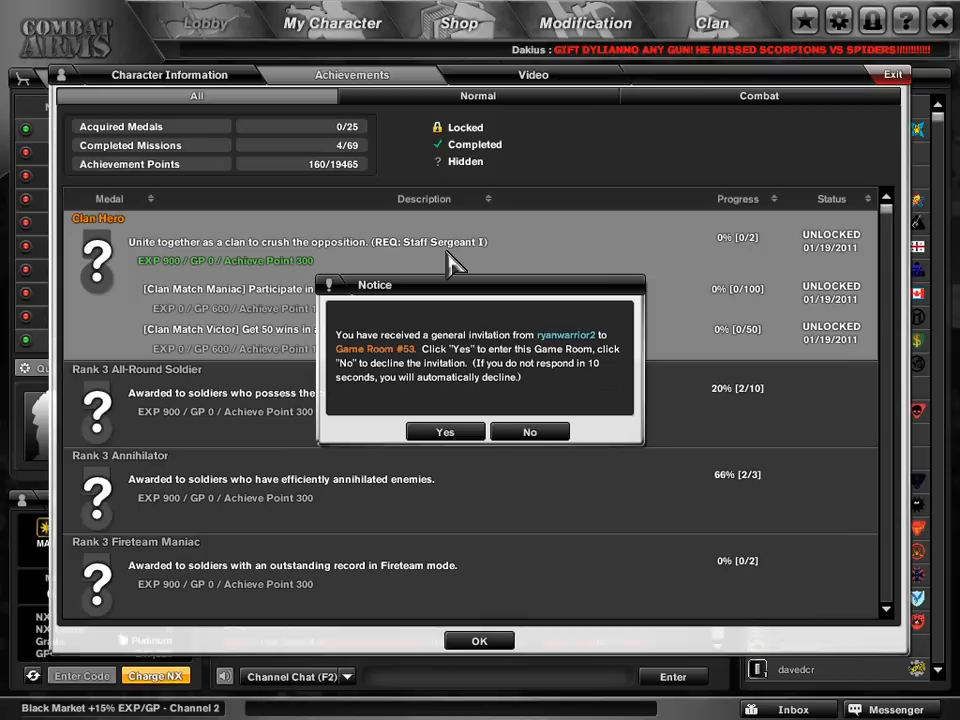 COMBAT ARMS
Lobby
My Character
Shop
Modification
Clan
Dakius : GIFT DYLIANNO ANY GUN! HE MISSED SCORPIONS VS SPIDERS!!!!!!!!!!!
Character Information
Achievements
Video
Exit
All
Normal
Combat
Acquired Medals 0/25
Completed Missions 4/69
Achievement Points 160/19465
Locked
Completed
? Hidden
Medal
Description
Progress
Status
Clan Hero
Unite together as a clan to crush the opposition. (REQ: Staff Sergeant I)
EXP 900 / GP 0 / Achieve Point 300
0% [0/2]
UNLOCKED
01/19/2011
[Clan Match Maniac] Participate in
EXP 900 / GP 600 / Achieve Point 1
0% [0/100]
UNLOCKED
01/19/2011
[Clan Match Victor] Get 50 wins in
EXP 900 / GP 600 / Achieve Point 1
0% [0/50]
UNLOCKED
01/19/2011
Notice
You have received a general invitation from ryanwarrior2 to
Game Room #53. Click "Yes" to enter this Game Room, click
"No" to decline the invitation. (If you do not respond in 10
seconds, you will automatically decline.)
Yes
No
Rank 3 All-Round Soldier
Awarded to soldiers who possess the
EXP 900 / GP 0 / Achieve Point 300
20% [2/10]
Rank 3 Annihilator
Awarded to soldiers who have efficiently annihilated enemies.
EXP 900 / GP 0 / Achieve Point 300
66% [2/3]
Rank 3 Fireteam Maniac
Awarded to soldiers with an outstanding record in Fireteam mode.
EXP 900 / GP 0 / Achieve Point 300
0% [0/2]
OK
Platinum
Enter Code
Charge NX
Channel Chat (F2)
Enter
davedcr
Black Market +15% EXP/GP - Channel 2
Inbox
Messenger